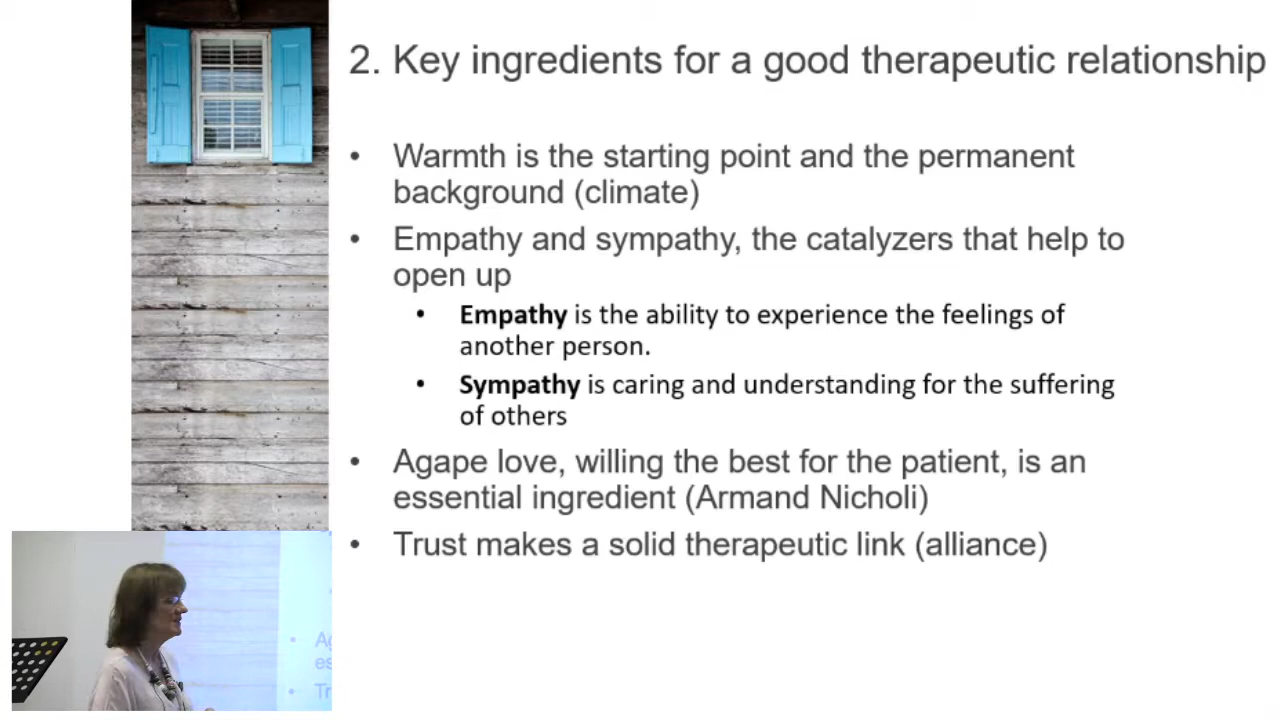 2. Key ingredients for a good therapeutic relationship
• Warmth is the starting point and the permanent
background (climate)
• Empathy and sympathy, the catalyzers that help to
open up
• Empathy is the ability to experience the feelings of
another person.
• Sympathy is caring and understanding for the suffering
of others
• Agape love, willing the best for the patient, is an
essential ingredient (Armand Nicholi)
• Trust makes a solid therapeutic link (alliance)
• Ag
es
• Tr